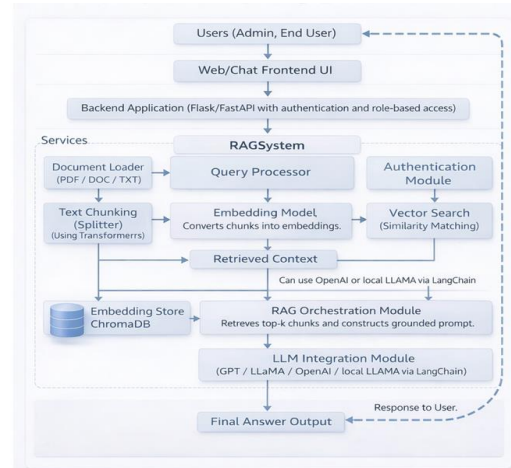 Users (Admin, End User)
Web/Chat Frontend UI
Backend Application (Flask/FastAPI with authentication and role-based access)
Services
RAGSystem
Document Loader
(PDF / DOC / TXT)
Query Processor
Authentication
Module
Text Chunking
(Splitter)
(Using Transformerrs)
Embedding Model
Converts chunks into embeddings.
Vector Search
(Similarity Matching)
Retrieved Context
Can use OpenAI or local LLAMA via LangChain
Embedding Store
ChromaDB
RAG Orchestration Module
Retreves top-k chunks and constructs grounded prompt.
LLM Integration Module
(GPT / LLaMA / OpenAI / local LLAMA via LangChain)
Response to User.
Final Answer Output